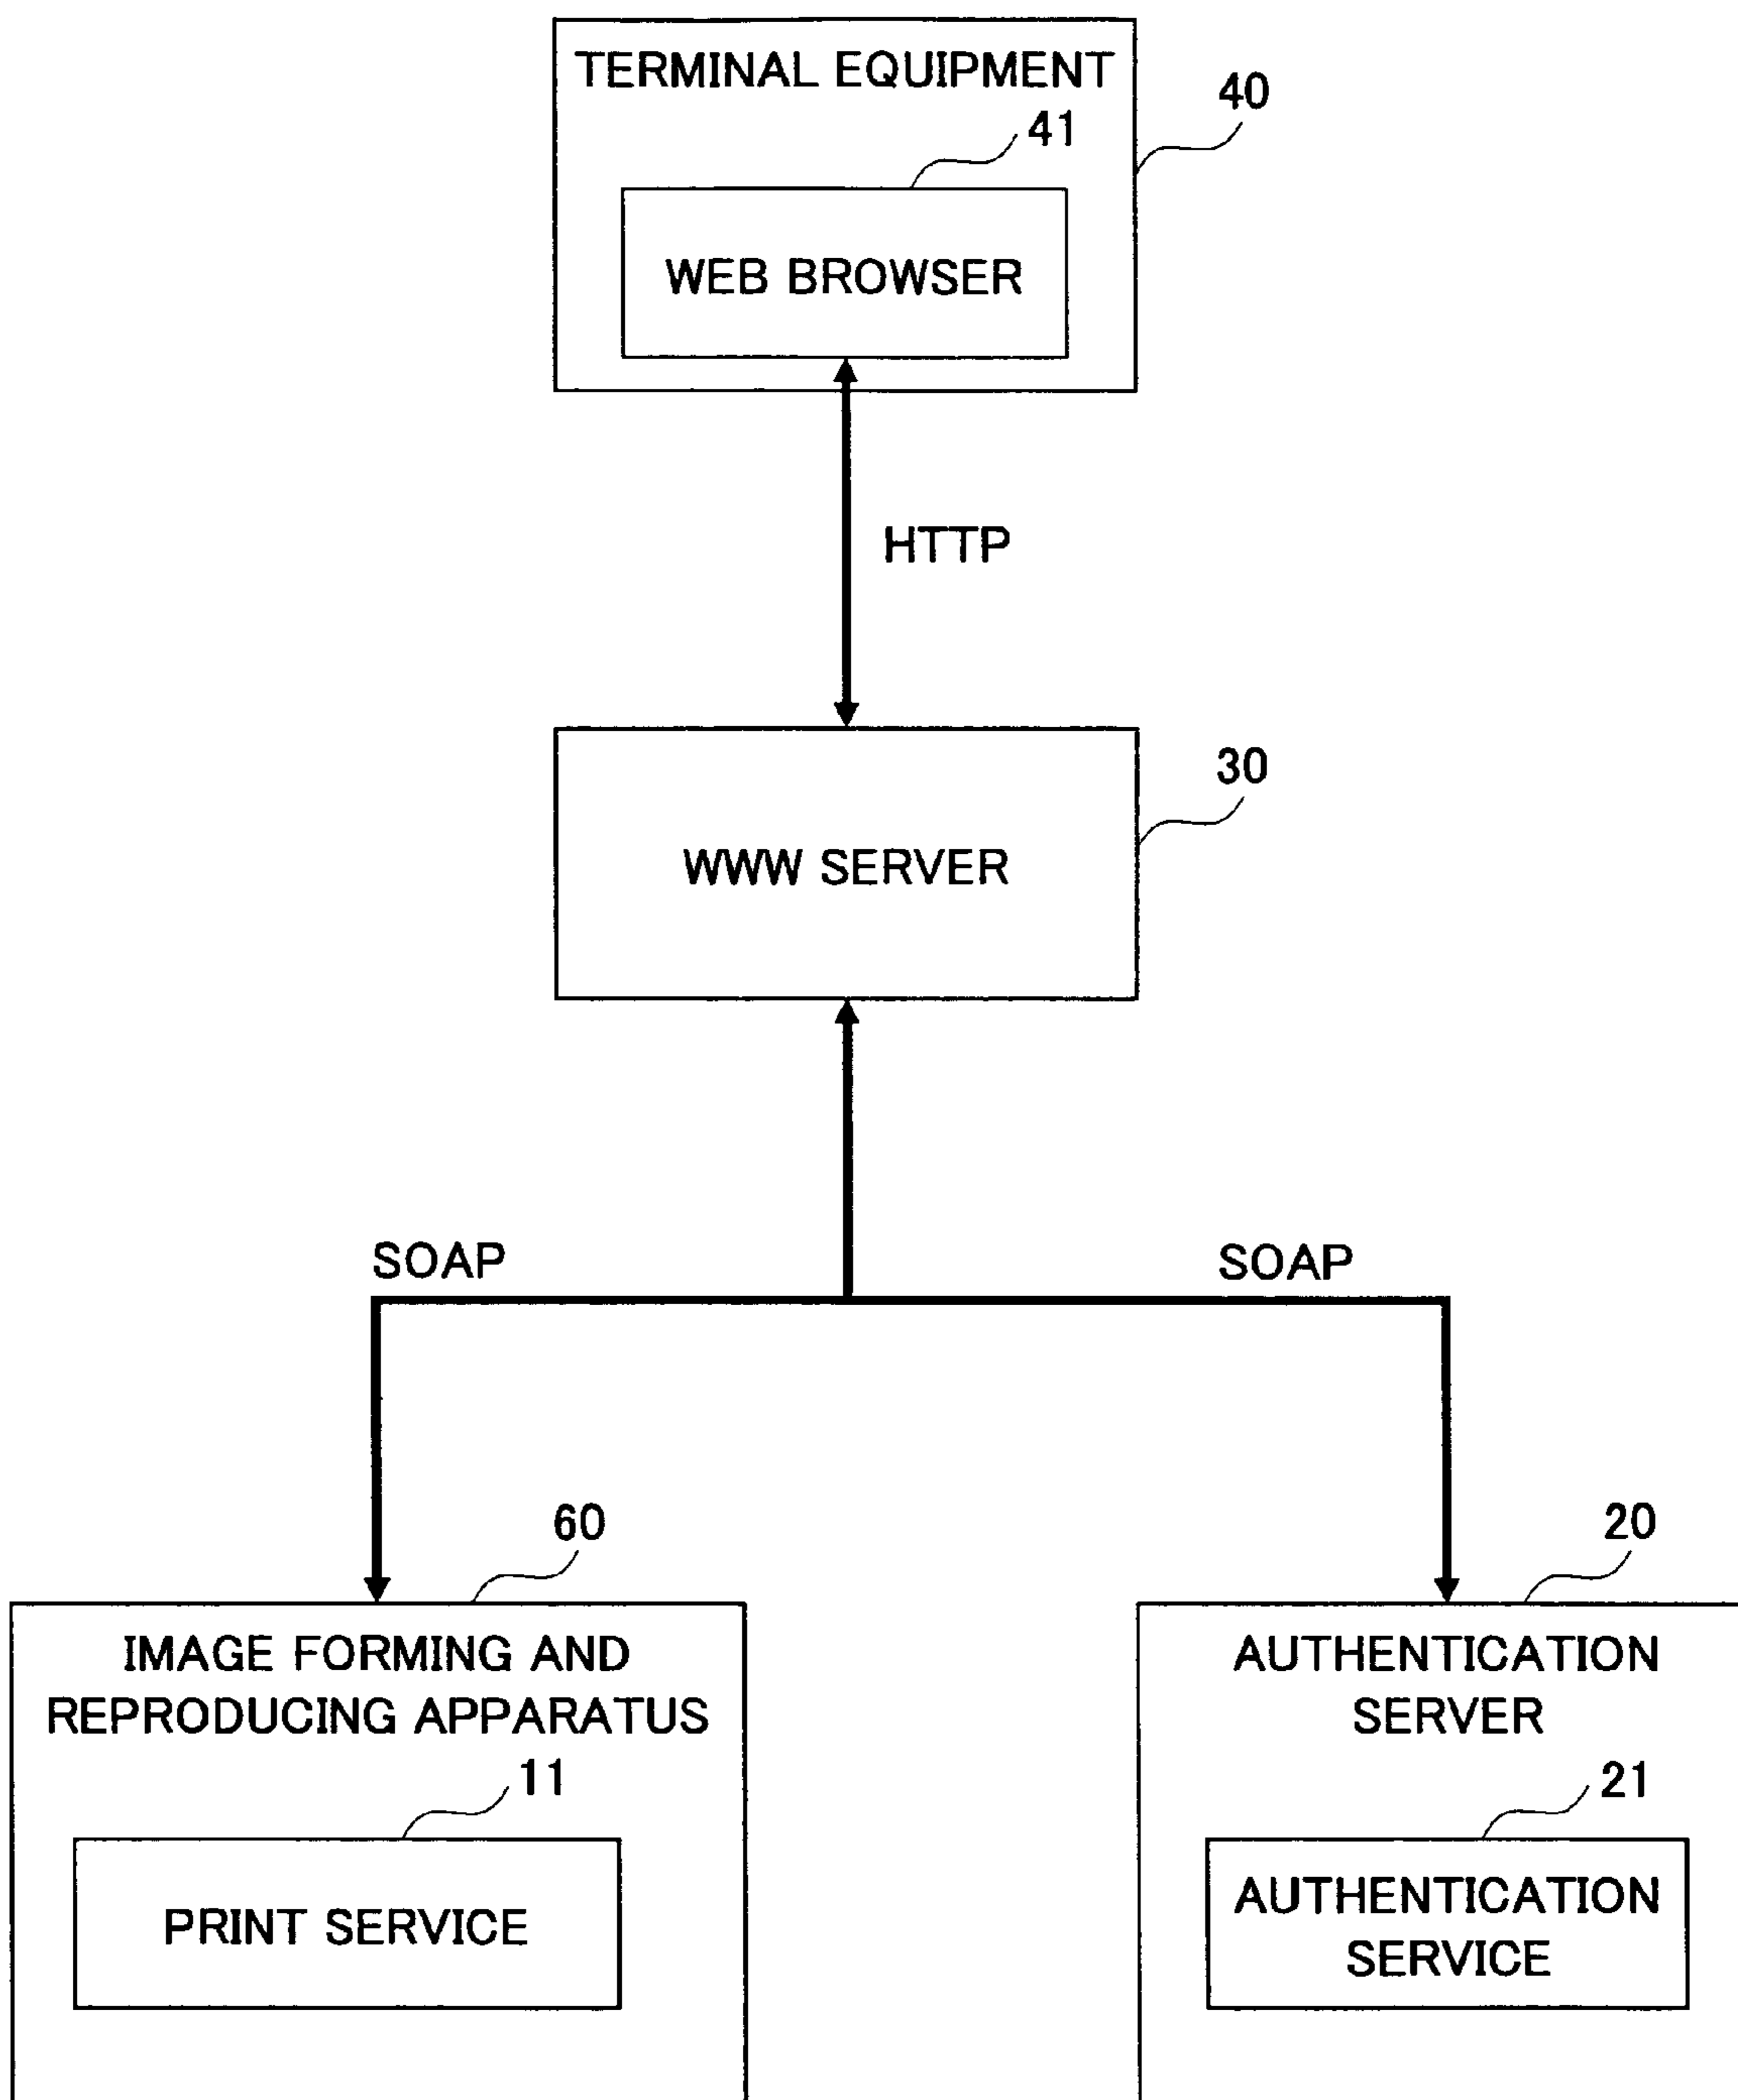 TERMINAL EQUIPMENT
40
41
WEB BROWSER
HTTP
30
WWW SERVER
SOAP
SOAP
60
20
IMAGE FORMING AND
REPRODUCING APPARATUS
11
PRINT SERVICE
AUTHENTICATION
SERVER
21
AUTHENTICATION
SERVICE